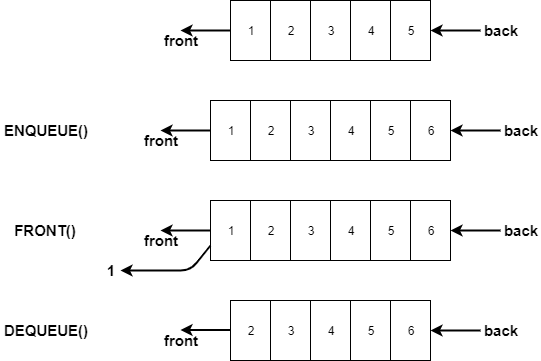 1 2 3 4 5 back
front
ENQUEUE() 1 2 3 4 5 6 back
front
FRONT() 1 2 3 4 5 6 back
front
1
DEQUEUE() 2 3 4 5 6 back
front